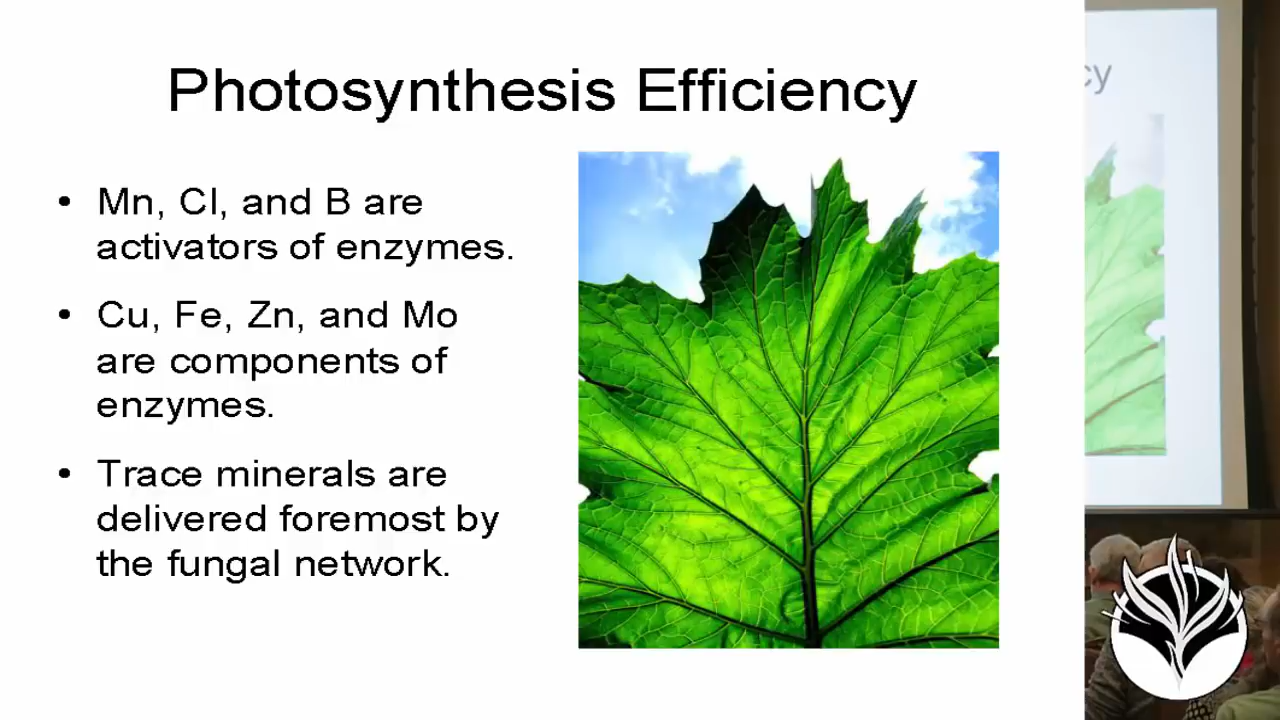 Photosynthesis Efficiency
• Mn, Cl, and B are
activators of enzymes.
• Cu, Fe, Zn, and Mo
are components of
enzymes.
• Trace minerals are
delivered foremost by
the fungal network.
cy